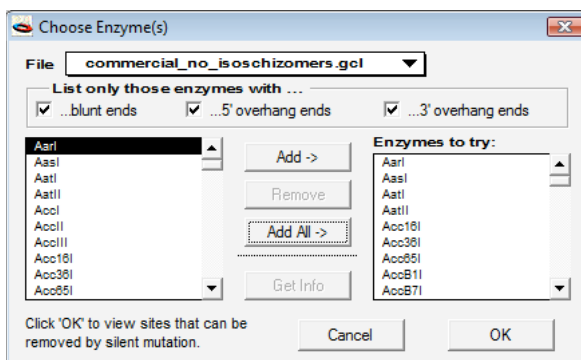 Choose Enzyme(s)
File commercial_no_isoschizomers.gcl
List only those enzymes with ...
...blunt ends ...5' overhang ends ...3' overhang ends
AarI
AasI
AatI
AatII
AccI
AccII
AccIII
Acc16I
Acc36I
Acc65I
Add ->
Remove
Add All ->
Get Info
Enzymes to try:
AarI
AasI
AatI
AatII
Acc16I
Acc36I
Acc65I
AccB1I
AccB7I
Click 'OK' to view sites that can be
removed by silent mutation.
Cancel
OK